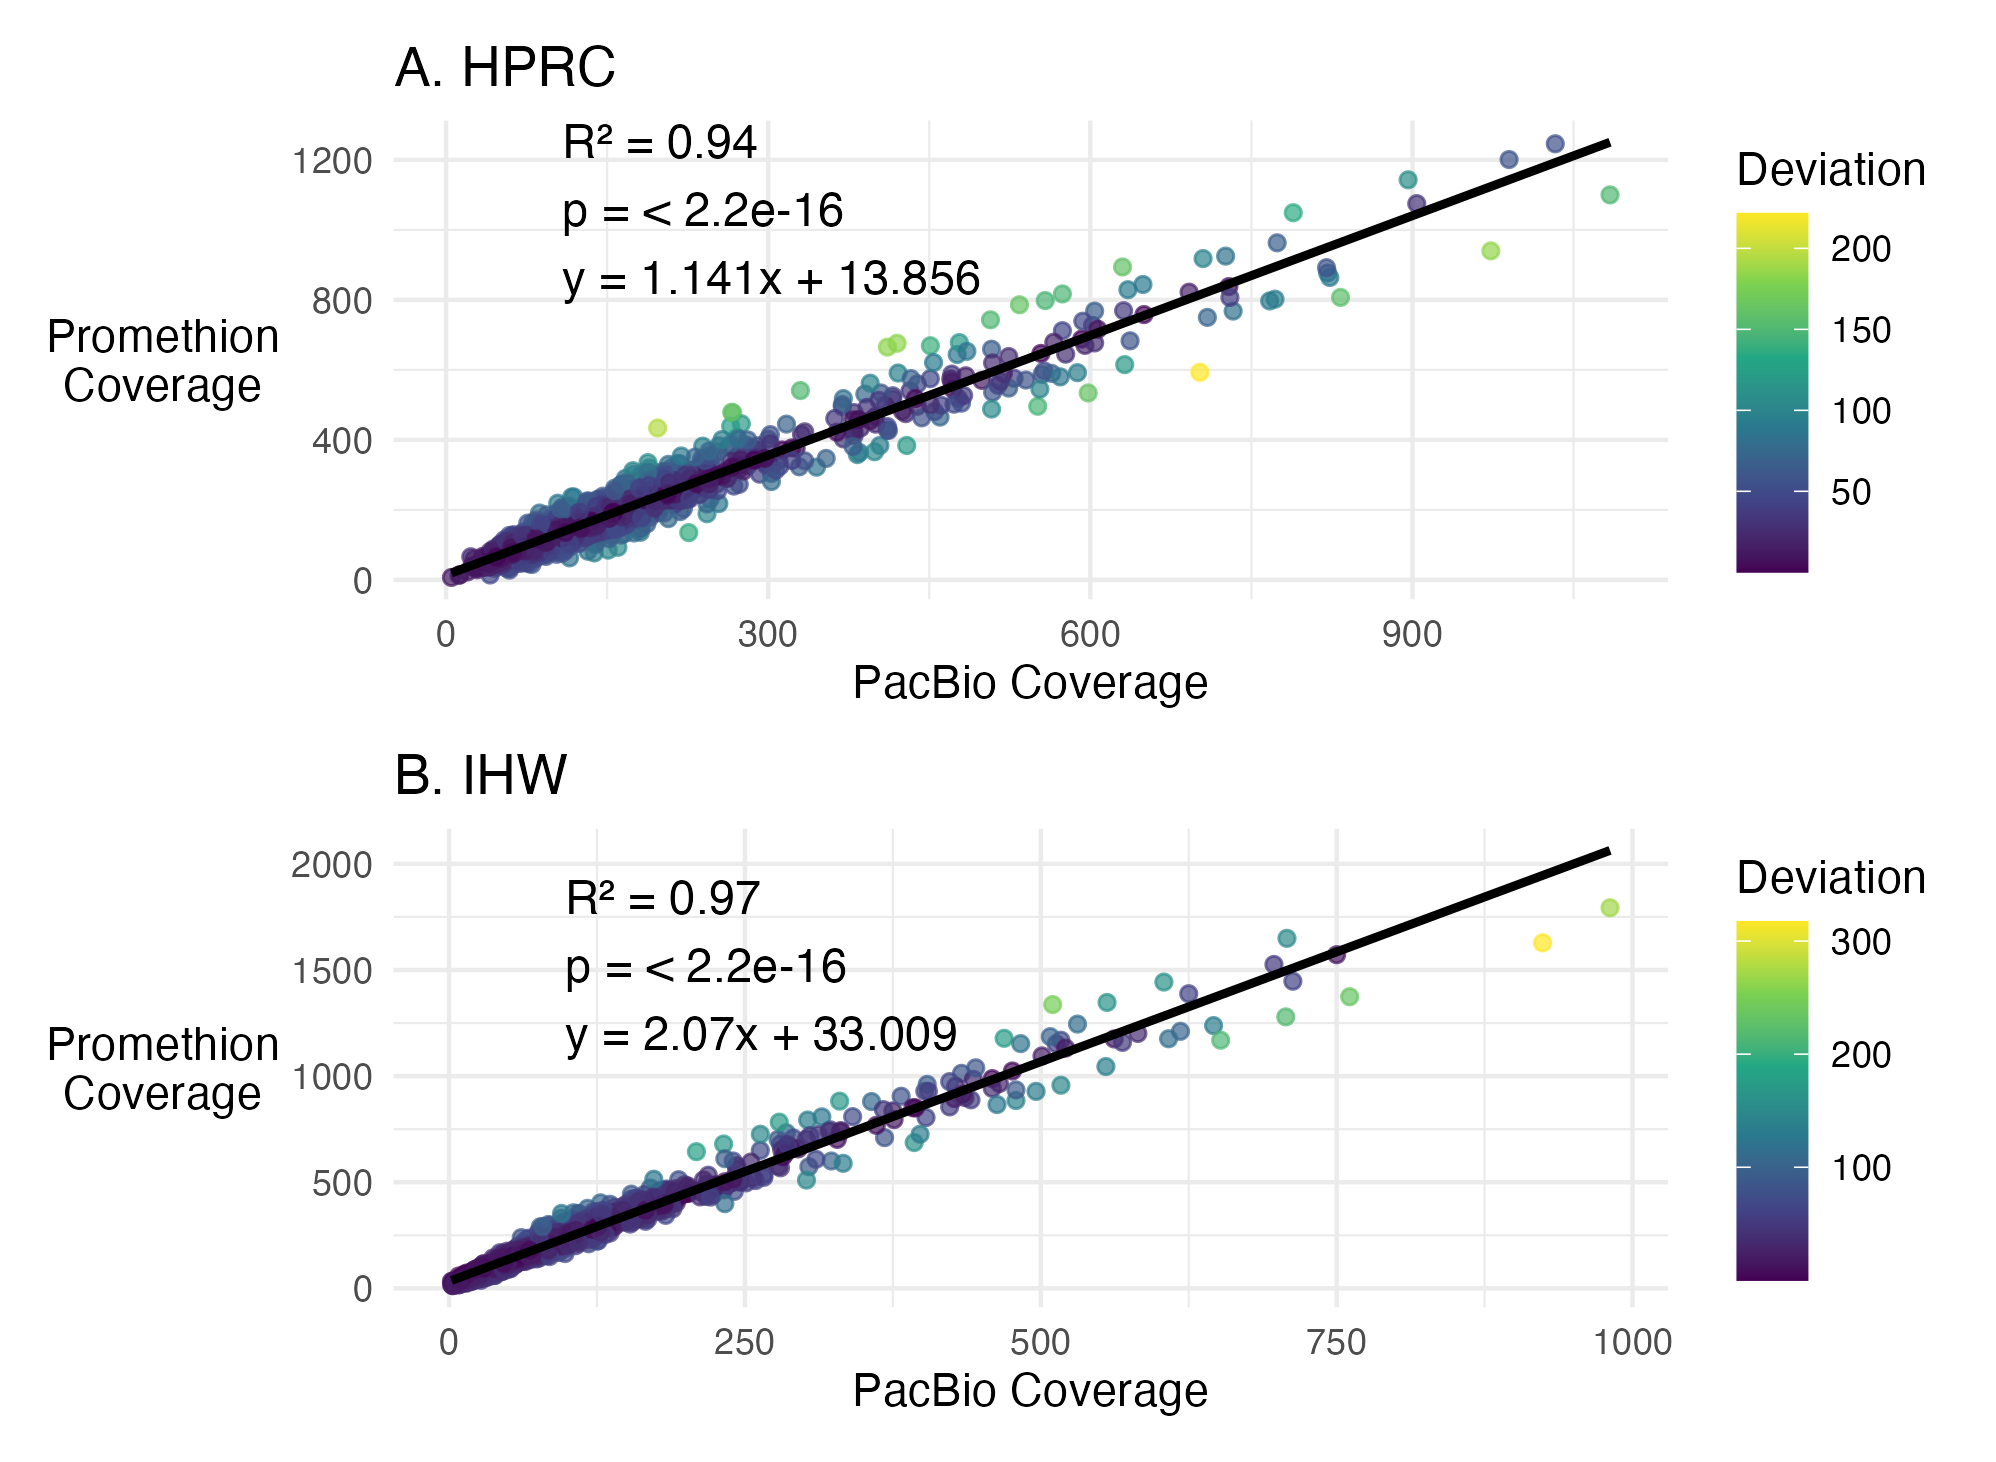 A. HPRC
R² = 0.94
p = < 2.2e-16
y = 1.141x + 13.856
1200
800
400
0
Promethion
Coverage
0 300 600 900
PacBio Coverage
Deviation
200
150
100
50
B. IHW
R² = 0.97
p = < 2.2e-16
y = 2.07x + 33.009
2000
1500
1000
500
0
Promethion
Coverage
0 250 500 750 1000
PacBio Coverage
Deviation
300
200
100